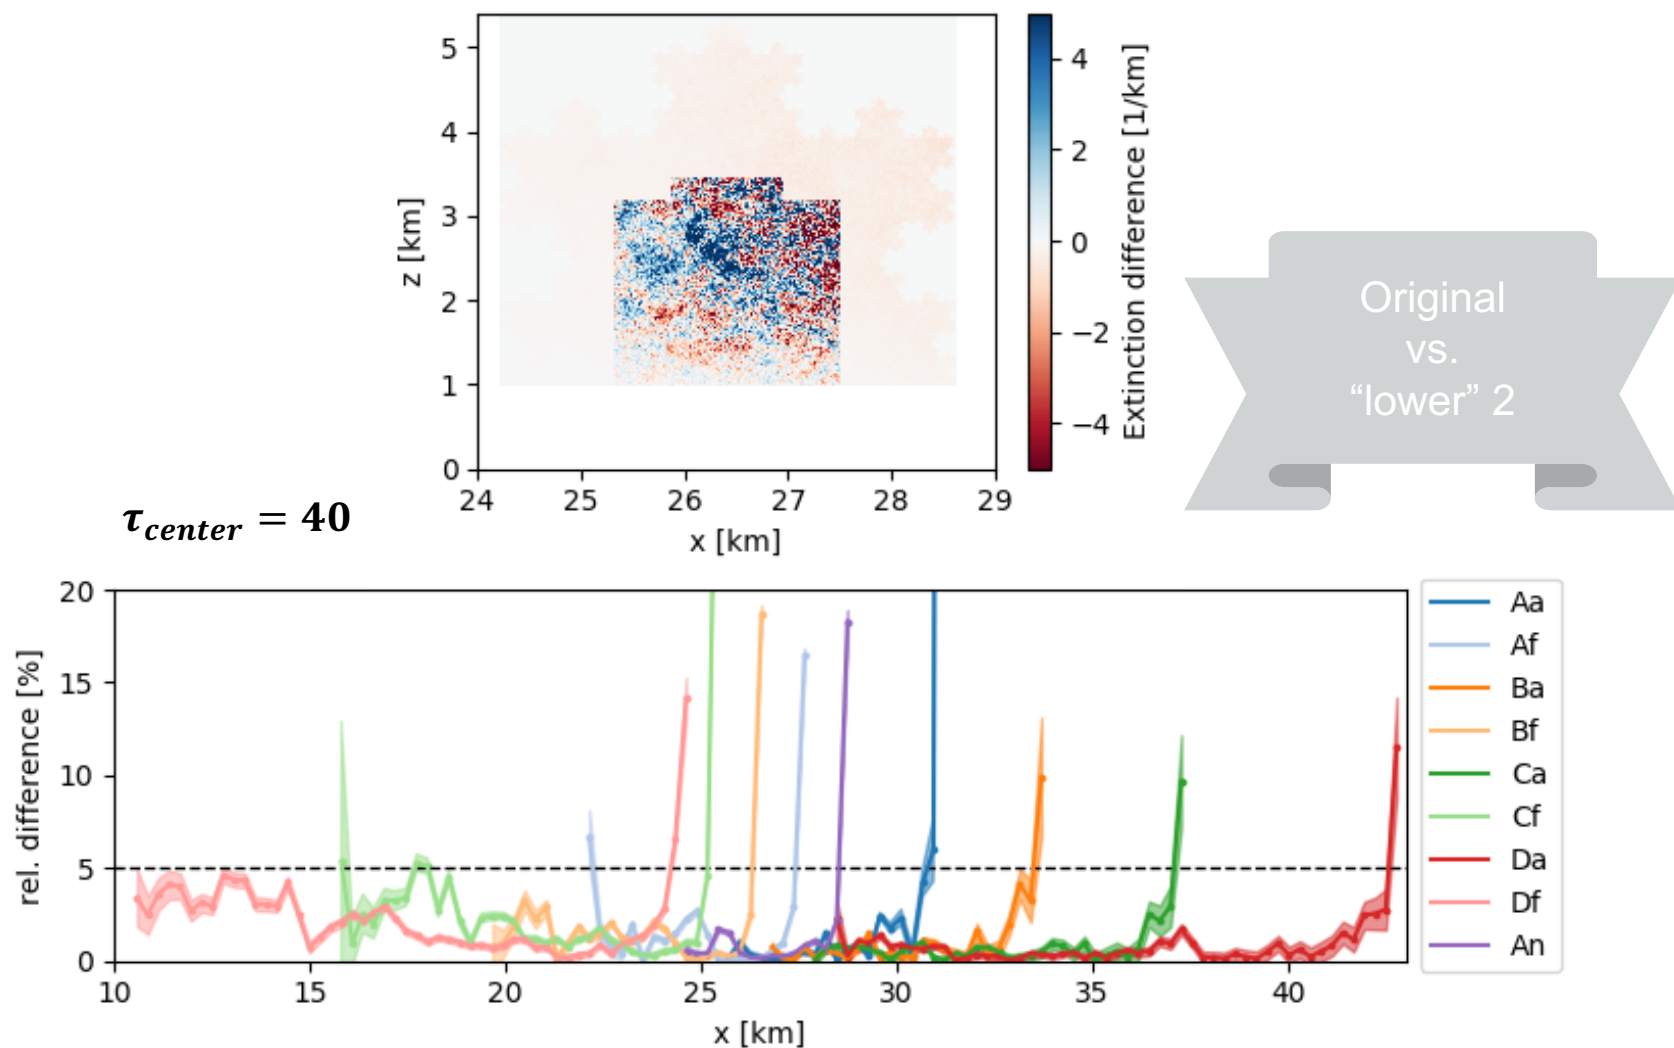 5
4
3
2
1
0
z [km]
24 25 26 27 28 29
x [km]
4
2
0
−2
−4
Extinction difference [1/km]
Original
vs.
“lower” 2
τcenter = 40
20
15
10
5
0
rel. difference [%]
10 15 20 25 30 35 40
x [km]
Aa
Af
Ba
Bf
Ca
Cf
Da
Df
An